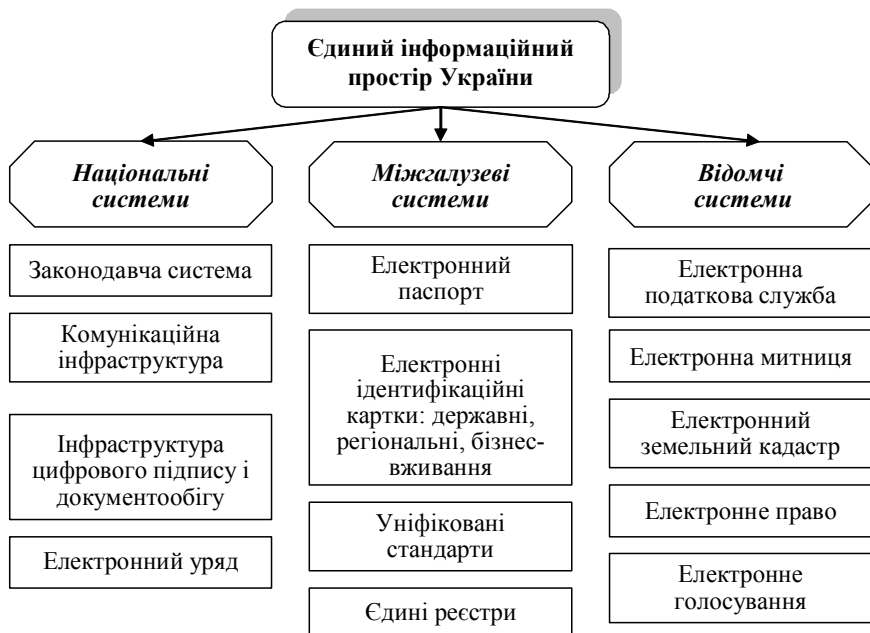 Єдиний інформаційний
простір України
Національні
системи
Законодавча система
Комунікаційна
інфраструктура
Інфраструктура
цифрового підпису і
документообігу
Електронний уряд
Міжгалузеві
системи
Електронний
паспорт
Електронні
ідентифікаційні
картки: державні,
регіональні, бізнес-
вживання
Уніфіковані
стандарти
Єдині реєстри
Відомчі
системи
Електронна
податкова служба
Електронна митниця
Електронний
земельний кадастр
Електронне право
Електронне
голосування